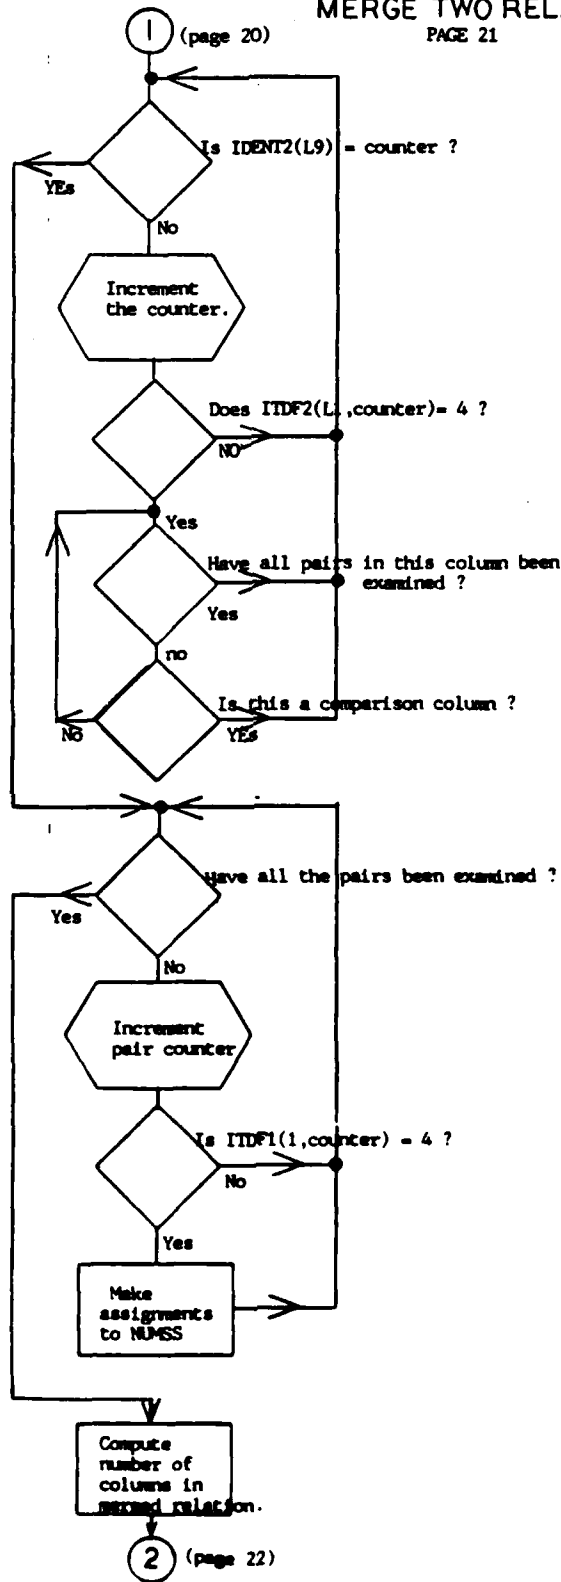 MERGE TWO REL
1 (page 20)
PAGE 21
Is IDENT2(L9) = counter ?
YEs
No
Increment
the counter.
Does ITDF2(L ,counter)= 4 ?
NO
Yes
Have all pairs in this column been
examined ?
Yes
no
Is this a comparison column ?
No
YEs
Have all the pairs been examined ?
Yes
No
Increment
pair counter
Is ITDF1(1,counter) = 4 ?
No
Yes
Make
assignments
to NUMSS
Compute
number of
columns in
merged relation.
2 (page 22)